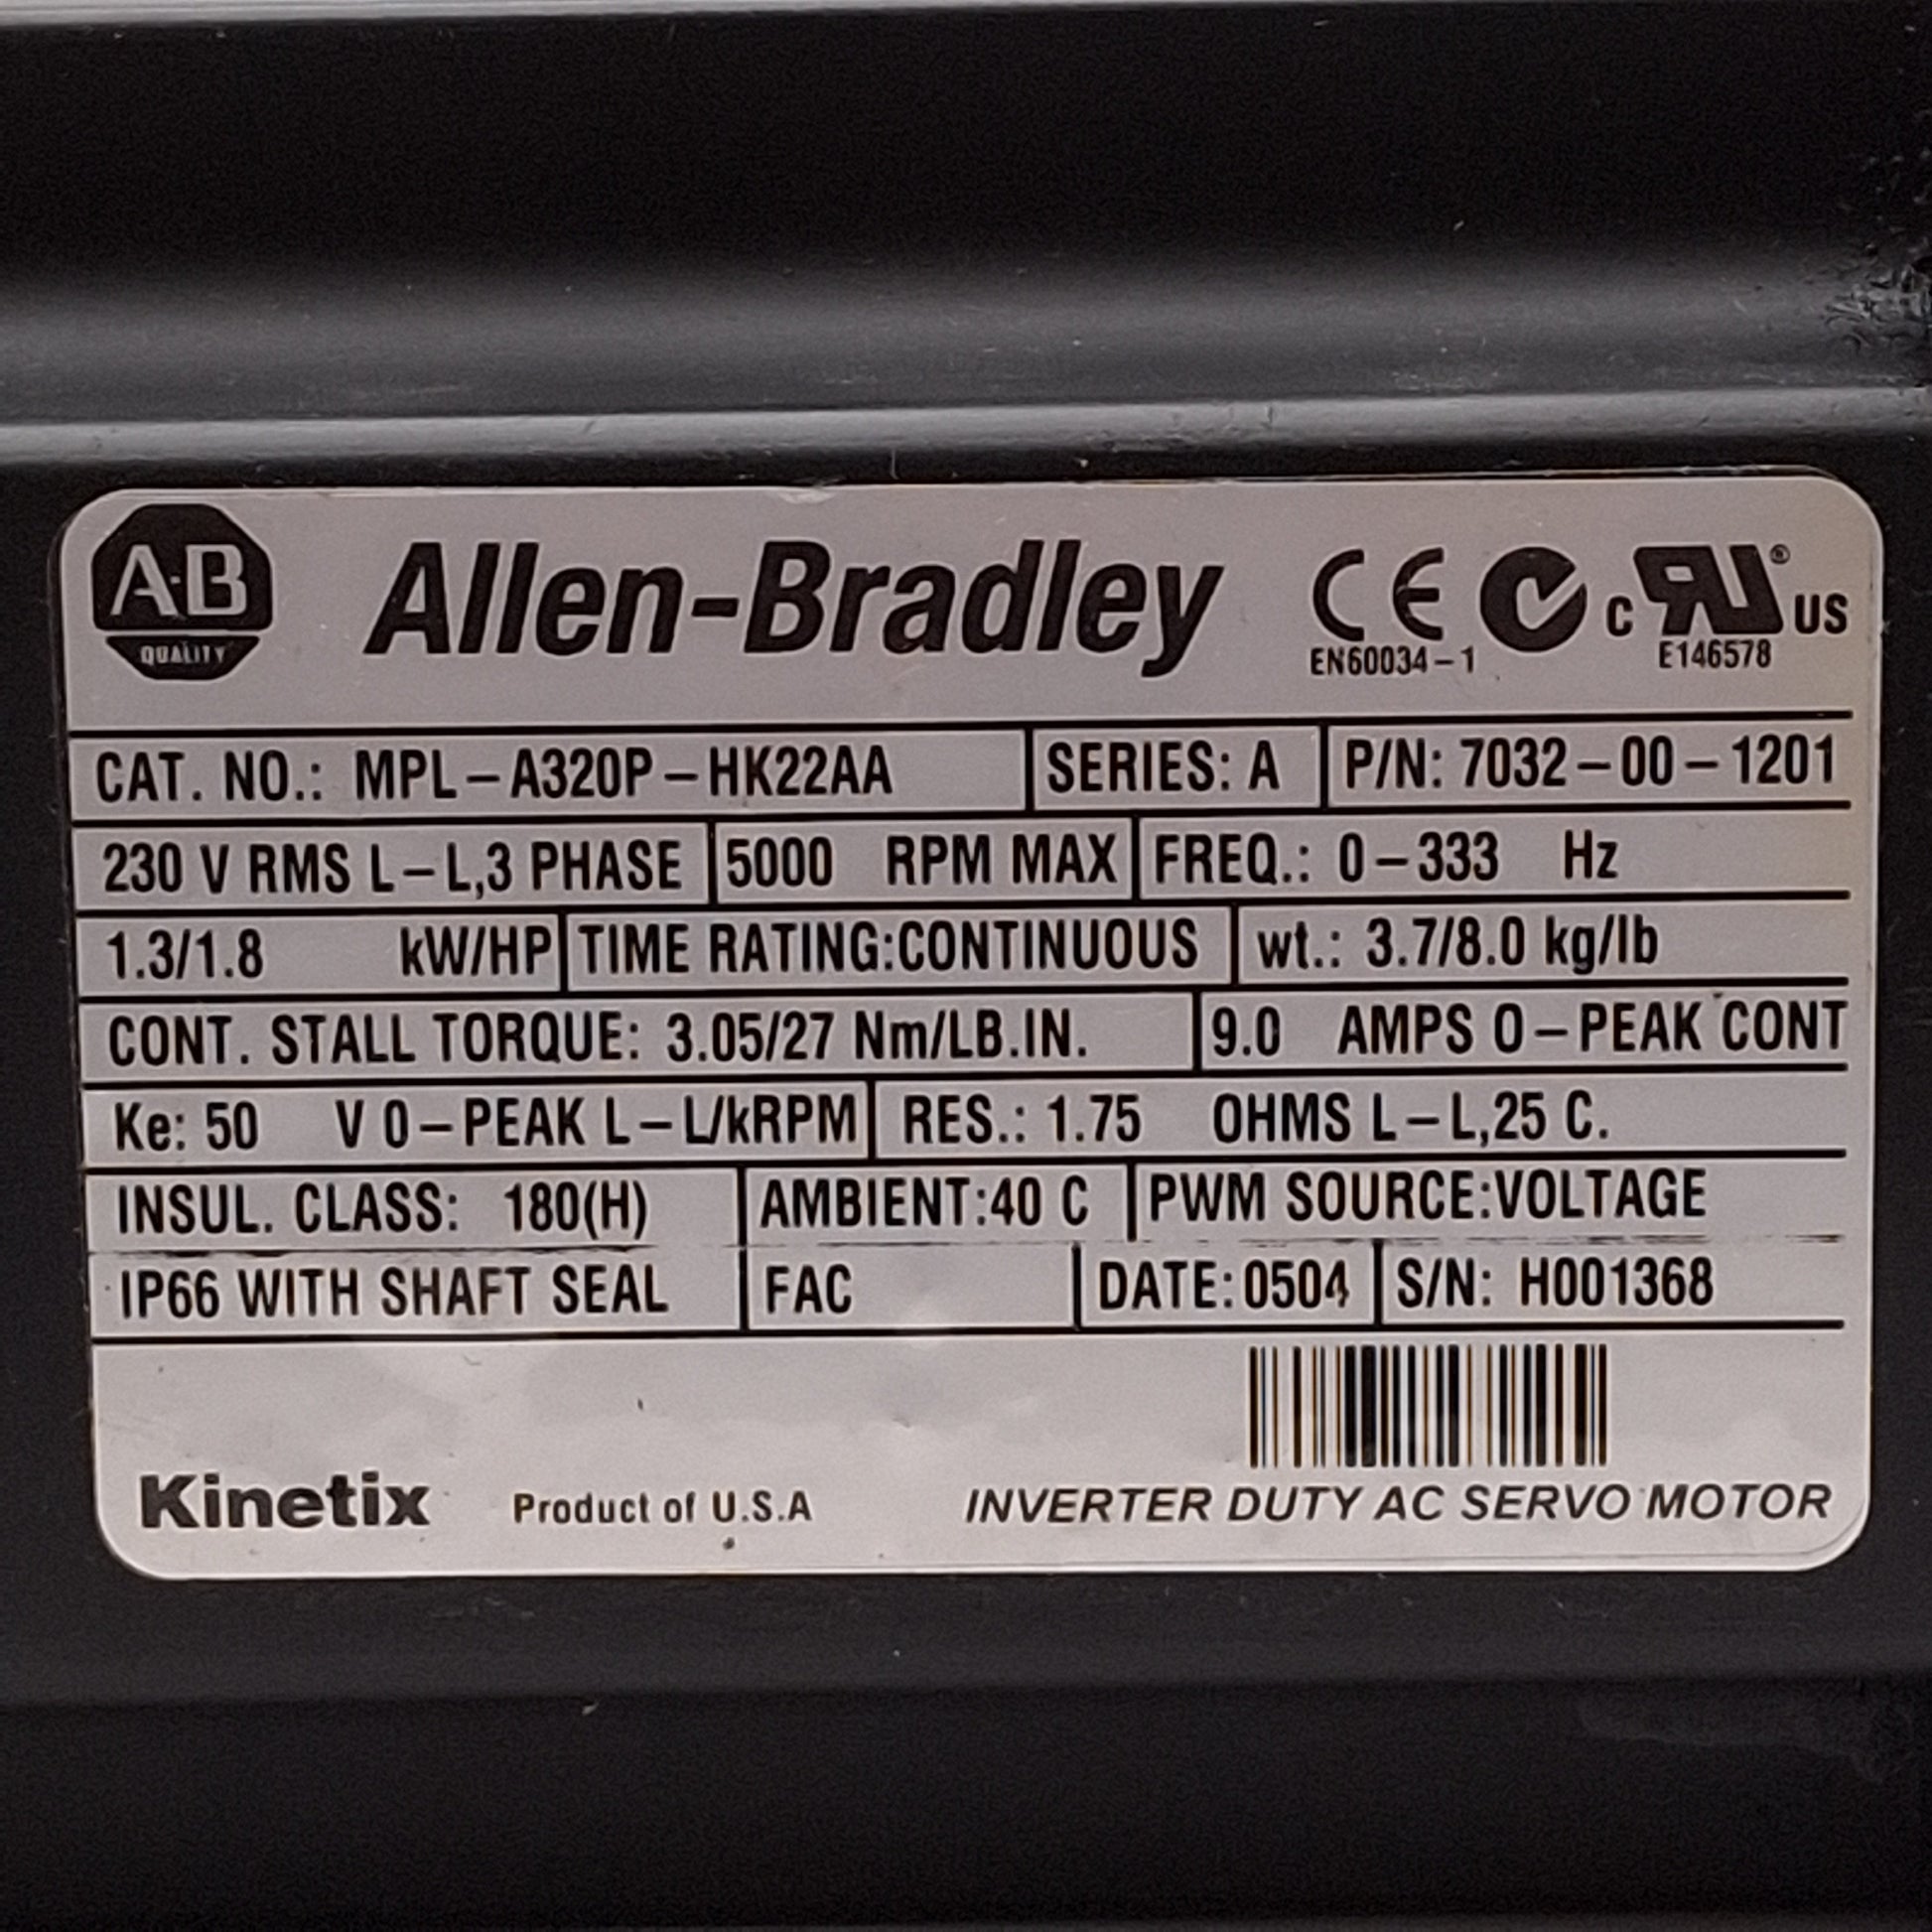 A-B Allen-Bradley CE c RU ® US
QUALITY EN60034-1 E146578
CAT. NO.: MPL-A320P-HK22AA SERIES: A P/N: 7032-00-1201
230 V RMS L-L,3 PHASE 5000 RPM MAX FREQ.: 0-333 Hz
1.3/1.8 kW/HP TIME RATING:CONTINUOUS wt.: 3.7/8.0 kg/lb
CONT. STALL TORQUE: 3.05/27 Nm/LB.IN. 9.0 AMPS 0-PEAK CONT
Ke: 50 V 0-PEAK L-L/kRPM RES.: 1.75 OHMS L-L,25 C.
INSUL. CLASS: 180(H) AMBIENT:40 C PWM SOURCE:VOLTAGE
IP66 WITH SHAFT SEAL FAC DATE:0504 S/N: H001368
Kinetix Product of U.S.A INVERTER DUTY AC SERVO MOTOR